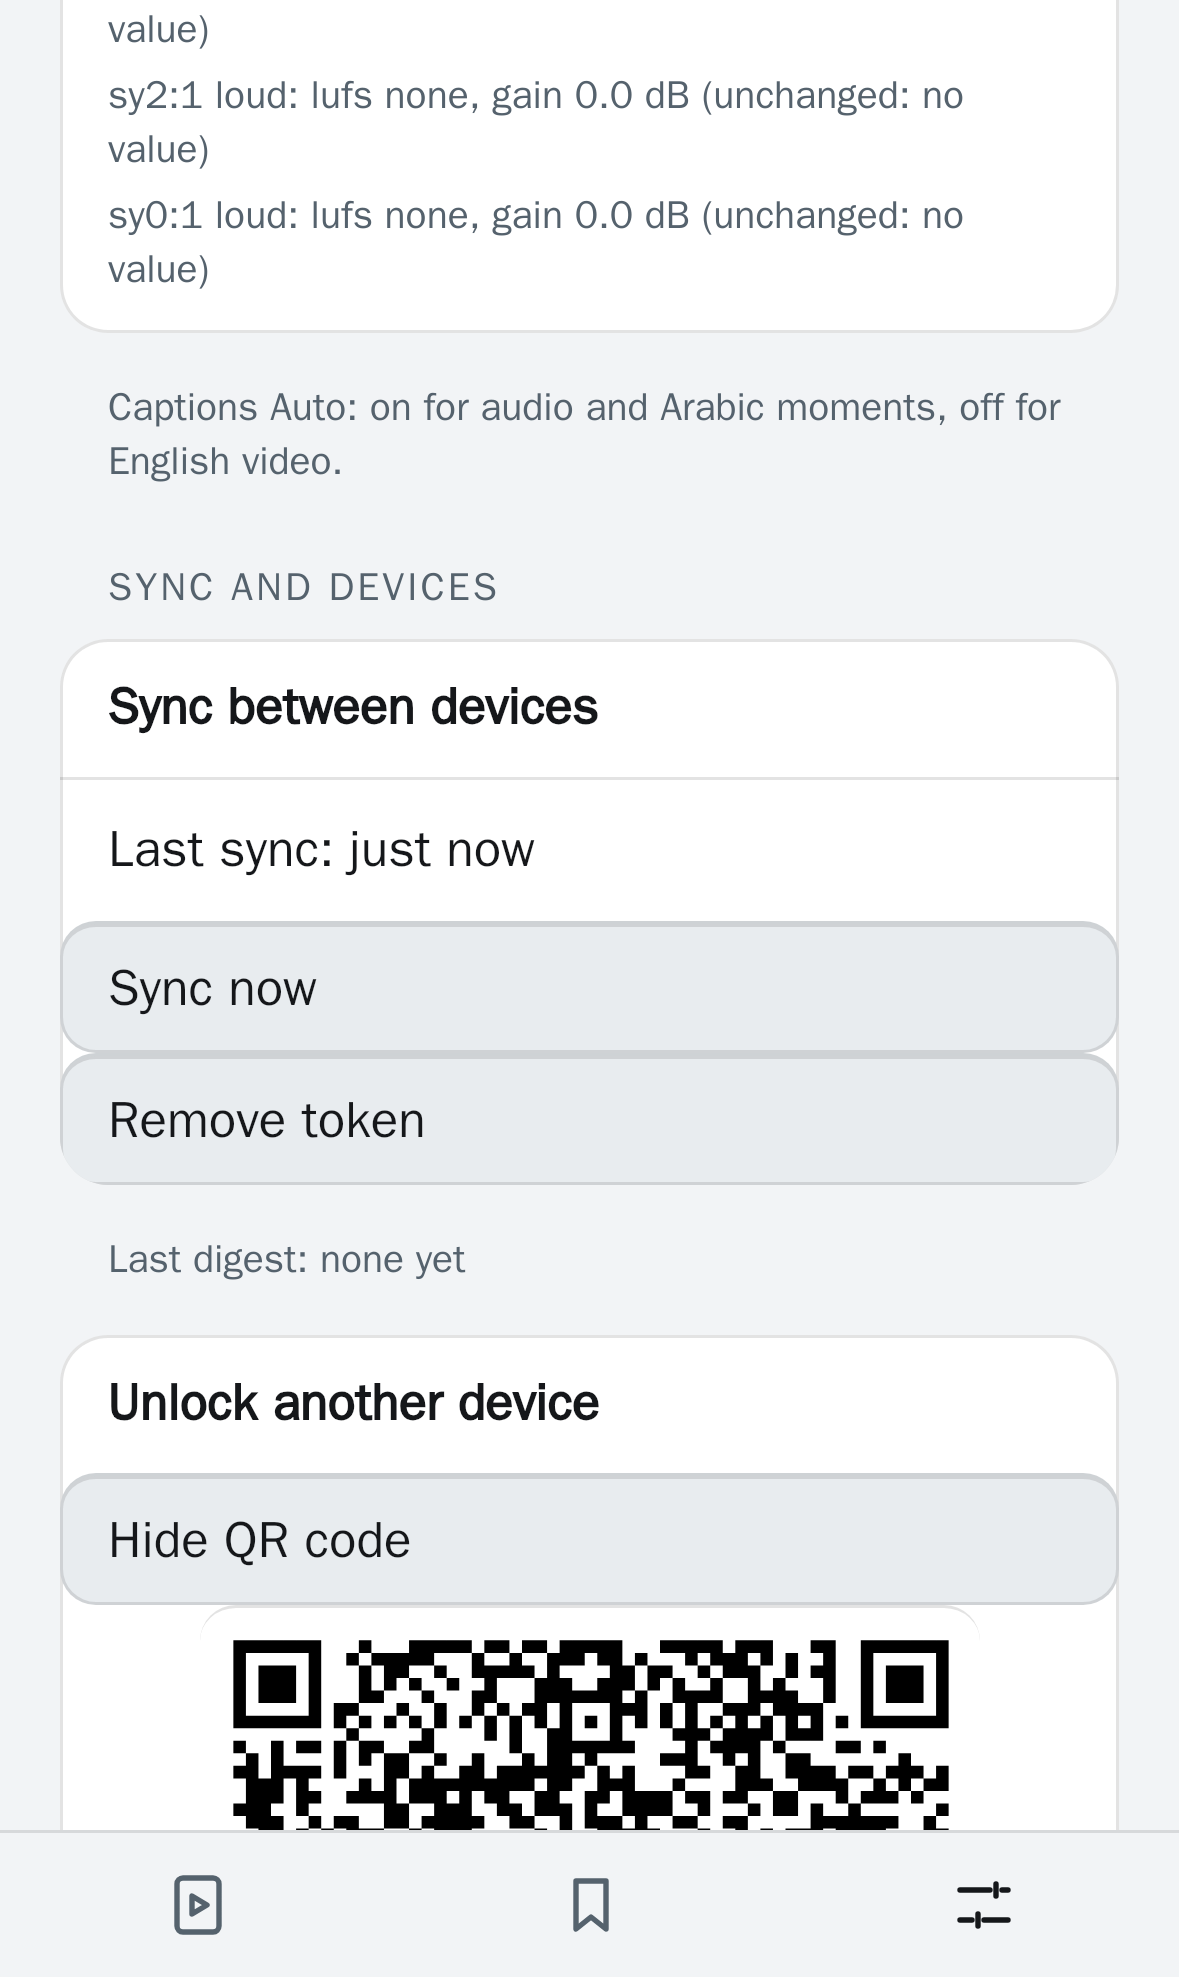 value)
sy2:1 loud: lufs none, gain 0.0 dB (unchanged: no
value)
sy0:1 loud: lufs none, gain 0.0 dB (unchanged: no
value)
Captions Auto: on for audio and Arabic moments, off for
English video.
SYNC AND DEVICES
Sync between devices
Last sync: just now
Sync now
Remove token
Last digest: none yet
Unlock another device
Hide QR code